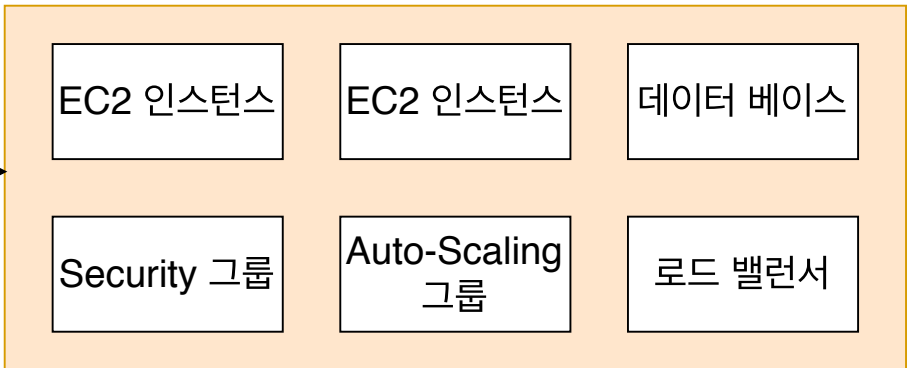 EC2 인스턴스
EC2 인스턴스
데이터 베이스
Security 그룹
Auto-Scaling
그룹
로드 밸런서